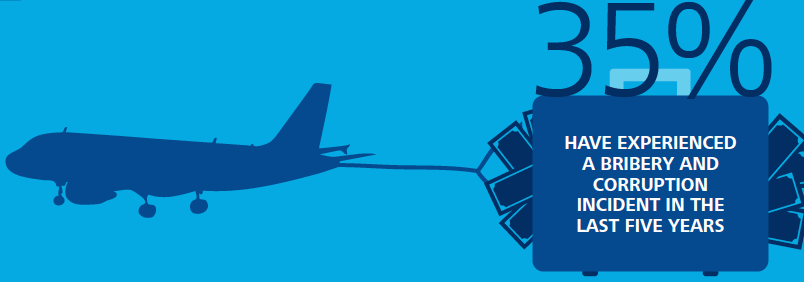 35%
HAVE EXPERIENCED
A BRIBERY AND
CORRUPTION
INCIDENT IN THE
LAST FIVE YEARS